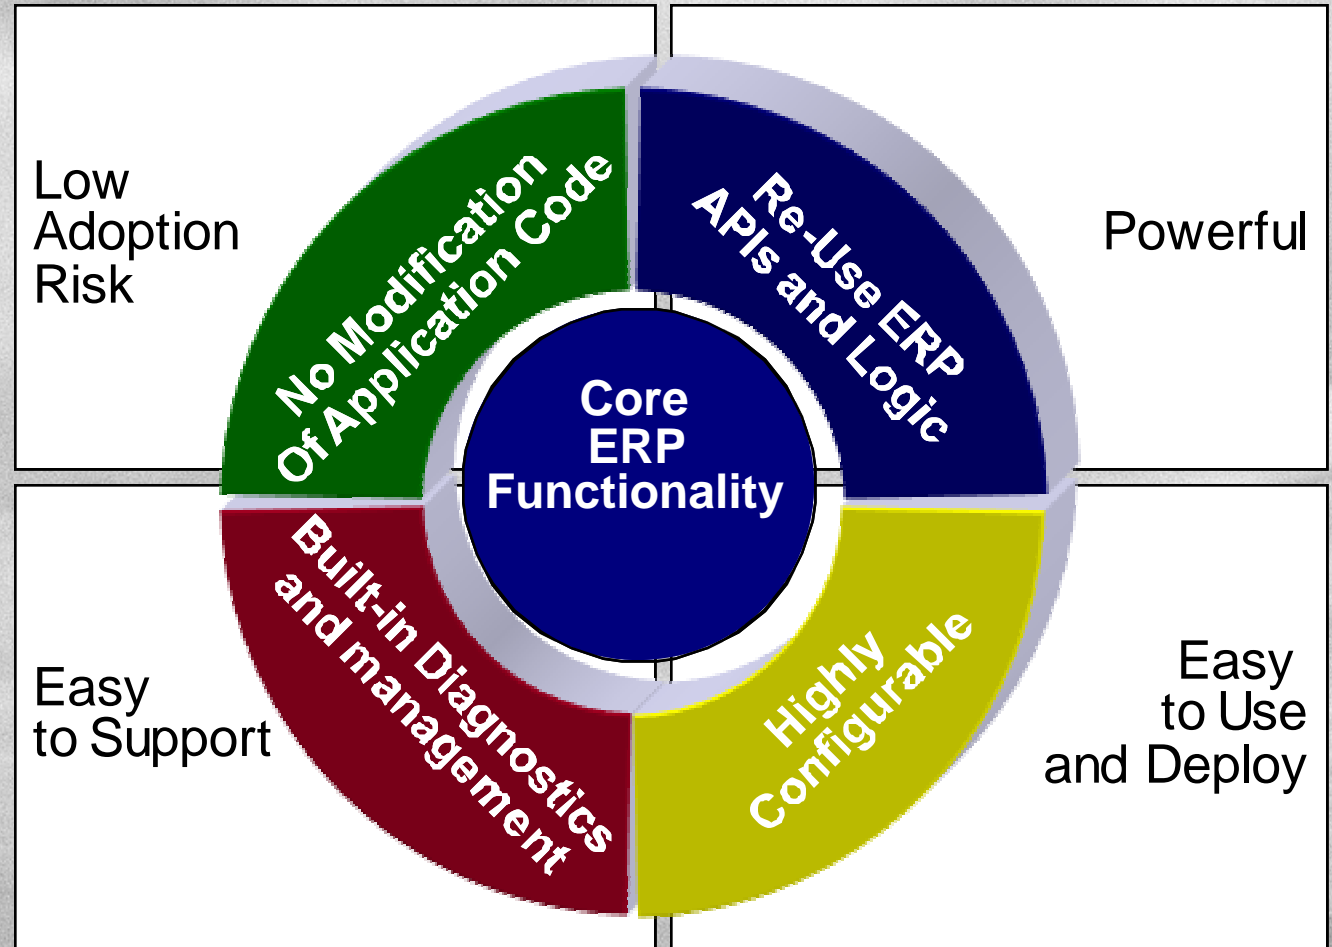 Low
Adoption
Risk
No Modification
Of Application Code
Re-Use ERP
APIs and Logic
Powerful
Core
ERP
Functionality
Easy
to Support
Built-in Diagnostics
and management
Highly
Configurable
Easy
to Use
and Deploy